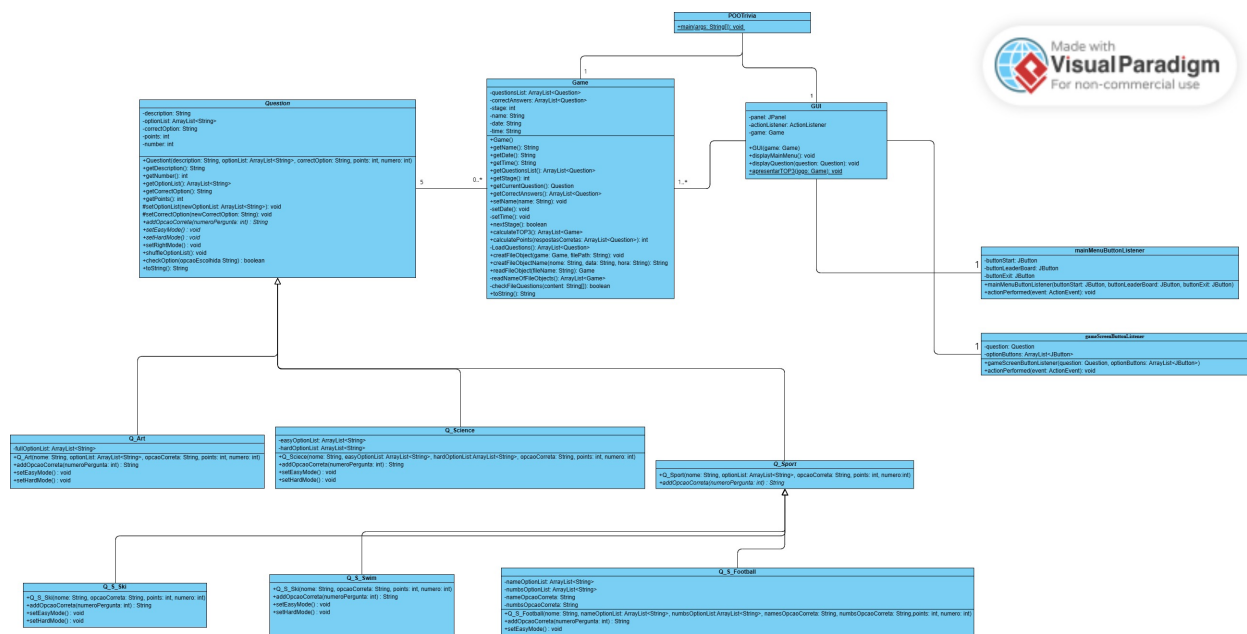 POOTrivia
+main(args: String[]): void
Made with
VisualParadigm
For non-commercial use
1
1
Game
-questionsList: ArrayList<Question>
-correctAnswers: ArrayList<Question>
-stage: int
-name: String
-date: String
-time: String
+Game()
+getName(): String
+getDate(): String
+getTime(): String
+getQuestionsList(): ArrayList<Question>
+getStage(): int
+getCurrentQuestion(): Question
+getCorrectAnswers(): ArrayList<Question>
+setName(name: String): void
-setDate(): void
-setTime(): void
+nextStage(): boolean
+calculateTOP3(): ArrayList<Game>
+calculatePoints(respostasCorretas: ArrayList<Question>): int
-LoadQuestions(): ArrayList<Question>
+creatFileObject(game: Game, filePath: String): void
+creatFileObjectName(nome: String, data: String, hora: String): String
+readFileObject(fileName: String): Game
-readNameOfFileObjects(): ArrayList<Game>
-checkFileQuestions(content: String[]): boolean
+toString(): String
Question
-description: String
-optionList: ArrayList<String>
-correctOption: String
-points: int
-number: int
+Questiont(description: String, optionList: ArrayList<String>, correctOption: String, points: int, numero: int)
+getDescription(): String
+getNumber(): int
+getOptionList(): ArrayList<String>
+getCorrectOption(): String
+getPoints(): int
#setOptionList(newOptionList: ArrayList<String>): void
#setCorrectOption(newCorrectOption: String): void
+addOpcaoCorreta(numeroPergunta: int) : String
+setEasyMode() : void
+setHardMode() : void
+setRightMode() : void
+shuffleOptionList(): void
+checkOption(opcaoEscolhida String) : boolean
+toString(): String
5
0..*
1..*
GUI
-panel: JPanel
-actionListener: ActionListener
-game: Game
+GUI(game: Game)
+displayMainMenu(): void
+displayQuestion(question: Question): void
+apresentarTOP3(jogo: Game): void
1
mainMenuButtonListener
-buttonStart: JButton
-buttonLeaderBoard: JButton
-buttonExit: JButton
+mainMenuButtonListener(buttonStart: JButton, buttonLeaderBoard: JButton, buttonExit: JButton)
+actionPerformed(event: ActionEvent): void
1
gameScreenButtonListener
-question: Question
-optionButtons: ArrayList<JButton>
+gameScreenButtonListener(question: Question, optionButtons: ArrayList<JButton>)
+actionPerformed(event: ActionEvent): void
Q_Art
-fullOptionList: ArrayList<String>
+Q_Art(nome: String, optionList: ArrayList<String>, opcaoCorreta: String, points: int, numero: int)
+addOpcaoCorreta(numeroPergunta: int) : String
+setEasyMode() : void
+setHardMode() : void
Q_Science
-easyOptionList: ArrayList<String>
-hardOptionList: ArrayList<String>
+Q_Sciece(nome: String, easyOptionList: ArrayList<String>, hardOptionList:ArrayList<String>, opcaoCorreta: String, points: int, numero: int)
+addOpcaoCorreta(numeroPergunta: int) : String
+setEasyMode() : void
+setHardMode() : void
Q_Sport
+Q_Sport(nome: String, optionList: ArrayList<String>, opcaoCorreta: String, points: int, numero:int)
+addOpcaoCorreta(numeroPergunta: int) : String
Q_S_Ski
+Q_S_Ski(nome: String, opcaoCorreta: String, points: int, numero: int)
+addOpcaoCorreta(numeroPergunta: int) : String
+setEasyMode() : void
+setHardMode() : void
Q_S_Swim
+Q_S_Ski(nome: String, opcaoCorreta: String, points: int, numero: int)
+addOpcaoCorreta(numeroPergunta: int) : String
+setEasyMode() : void
+setHardMode() : void
Q_S_Football
-nameOptionList: ArrayList<String>
-numbsOptionList: ArrayList<String>
-nameOpcaoCorreta: String
-numbsOpcaoCorreta: String
+Q_S_Football(nome: String, nameOptionList: ArrayList<String>, numbsOptionList: ArrayList<String>, namesOpcaoCorreta: String, numbsOpcaoCorreta: String,points: int, numero: int)
+addOpcaoCorreta(numeroPergunta: int) : String
+setEasyMode() : void